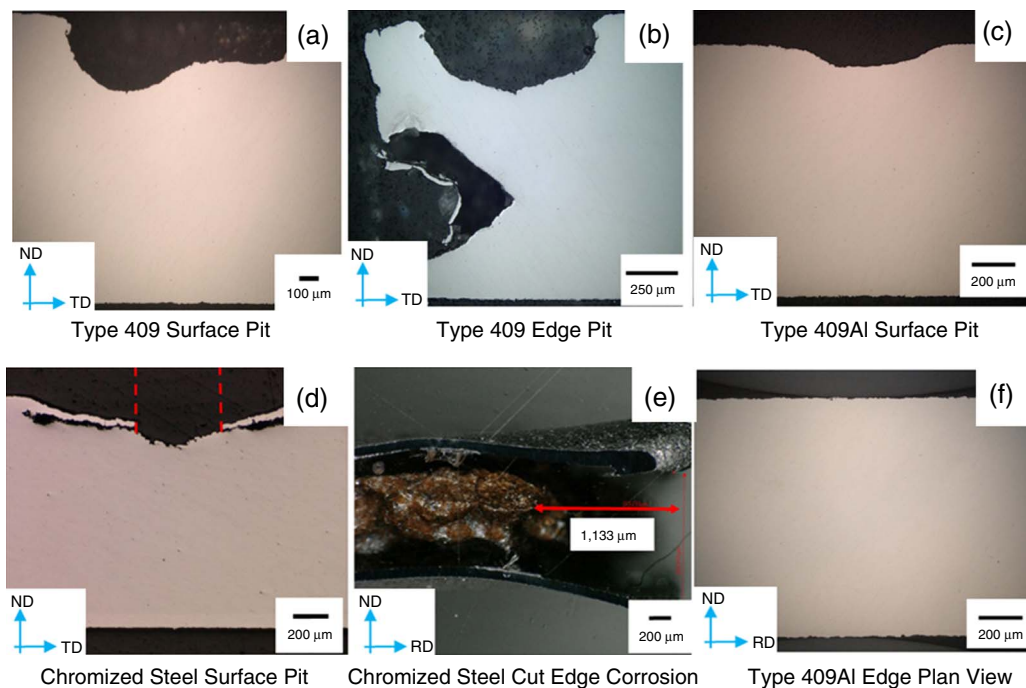 (a)
ND
TD
100 μm
Type 409 Surface Pit
(b)
ND
TD
250 μm
Type 409 Edge Pit
(c)
ND
TD
200 μm
Type 409Al Surface Pit
(d)
ND
TD
200 μm
Chromized Steel Surface Pit
(e)
1,133 μm
ND
RD
200 μm
Chromized Steel Cut Edge Corrosion
(f)
ND
RD
200 μm
Type 409Al Edge Plan View